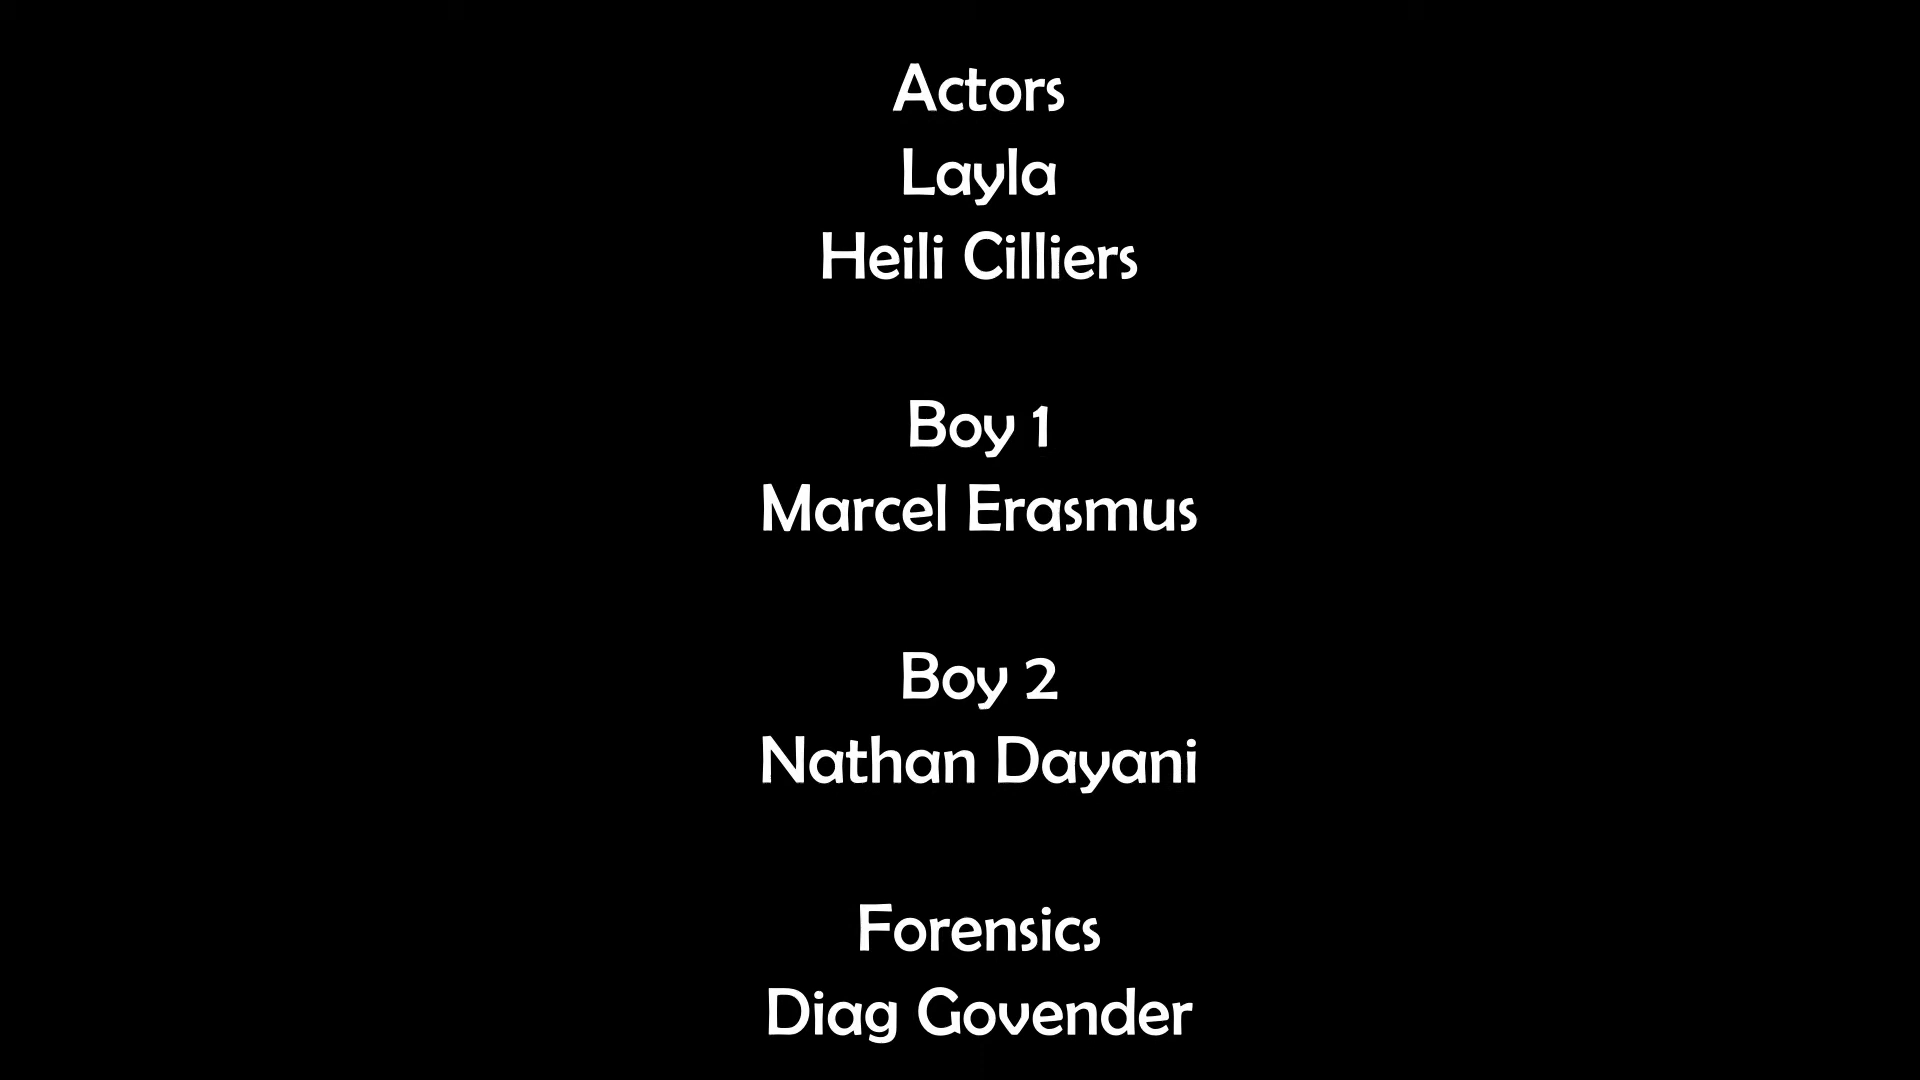 Actors
Layla
Heili Cilliers
Boy 1
Marcel Erasmus
Boy 2
Nathan Dayani
Forensics
Diag Govender